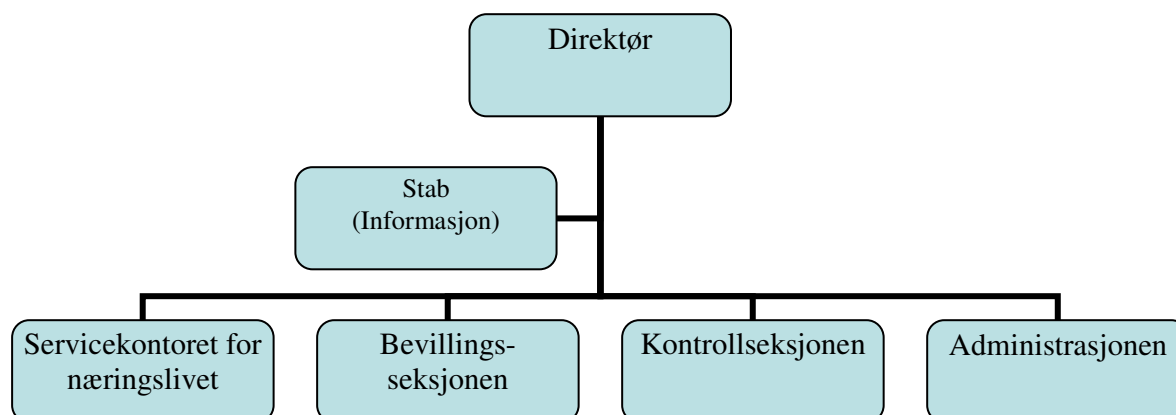 Direktør
Stab
(Informasjon)
Servicekontoret for
næringslivet
Bevillings-
seksjonen
Kontrollseksjonen
Administrasjonen